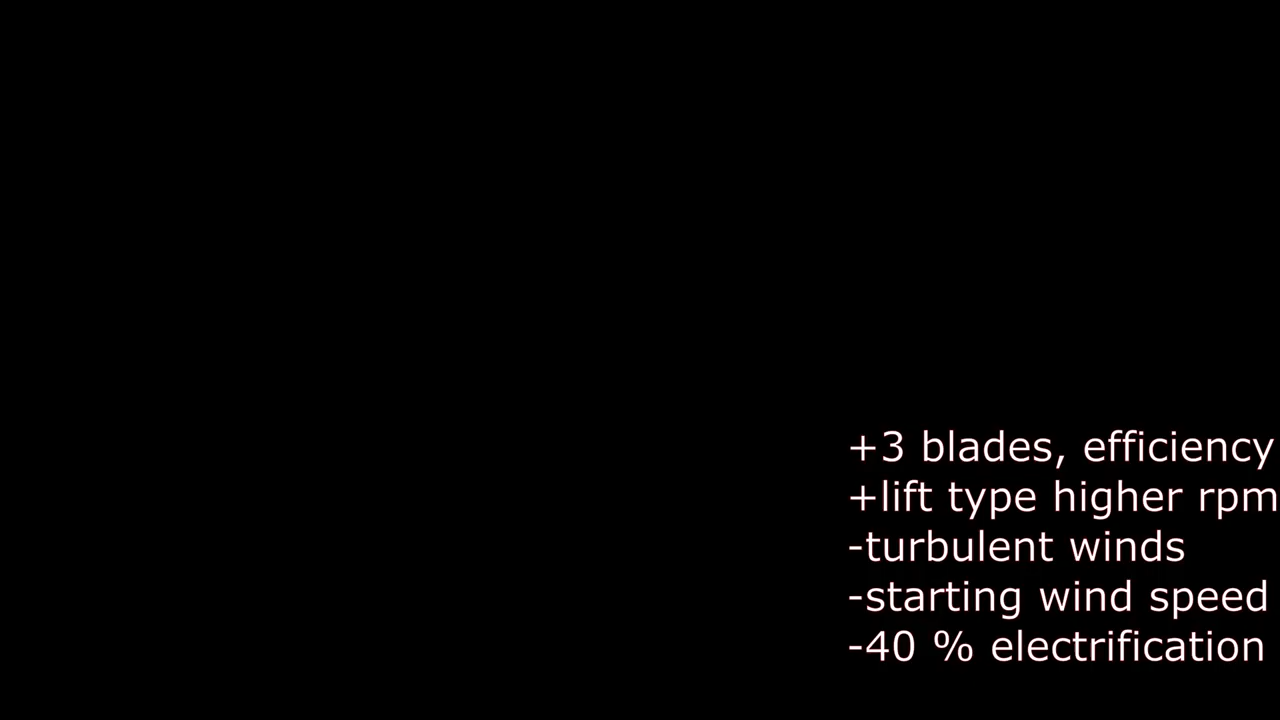 +3 blades, efficiency
+lift type higher rpm
-turbulent winds
-starting wind speed
-40 % electrification